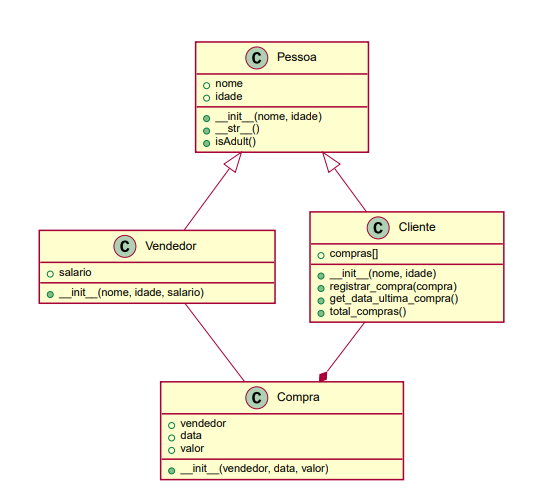 C Pessoa
nome
idade
__init__(nome, idade)
__str__()
isAdult()
C Vendedor
salario
__init__(nome, idade, salario)
C Cliente
compras[]
__init__(nome, idade)
registrar_compra(compra)
get_data_ultima_compra()
total_compras()
C Compra
vendedor
data
valor
__init__(vendedor, data, valor)